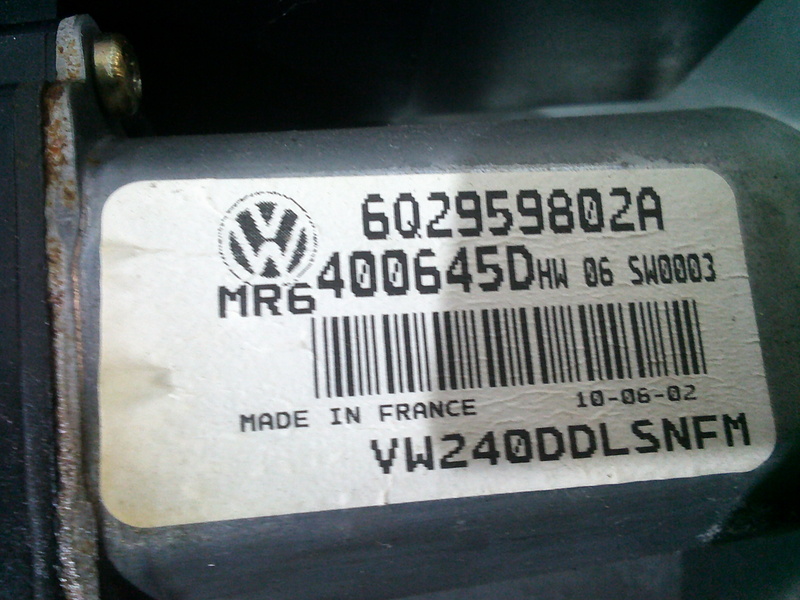 6Q2959802A
400645D HW 06 SW0003
MR6
MADE IN FRANCE 10-06-02
VW240DDLSNFM